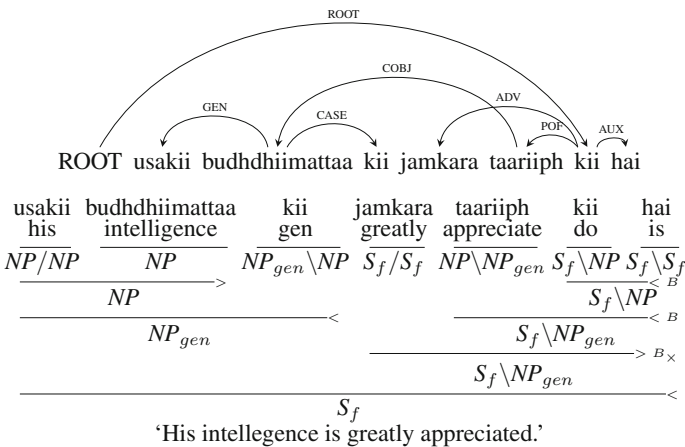 ROOT
COBJ
GEN CASE ADV POF AUX
ROOT usakii budhdhiimattaa kii jamkara taariiph kii hai
usakii budhdhiimattaa kii jamkara taariiph kii hai
his intelligence gen greatly appreciate do is
NP/NP NP NP_gen\NP S_f/S_f NP\NP_gen S_f\NP S_f\S_f
> < B
NP S_f\NP
< < B
NP_gen S_f\NP_gen
> B×
S_f\NP_gen
<
S_f
‘His intellegence is greatly appreciated.’